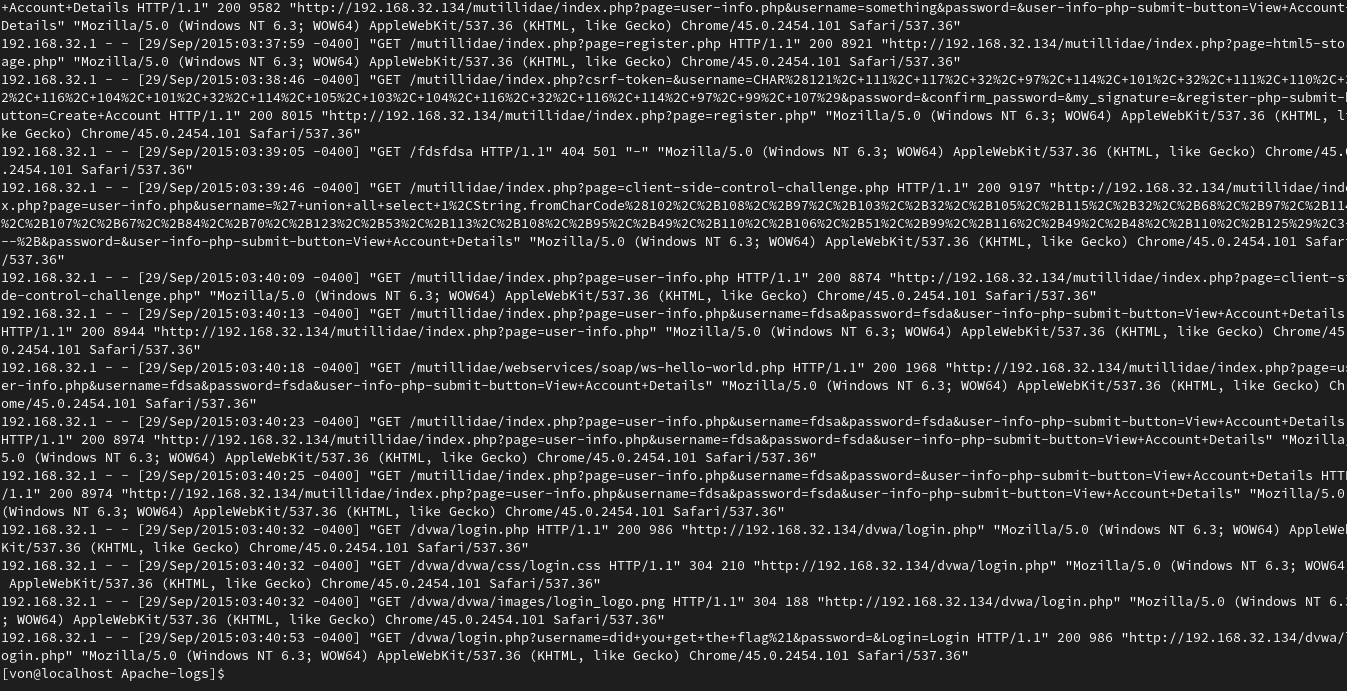 +Account+Details HTTP/1.1" 200 9582 "http://192.168.32.134/mutillidae/index.php?page=user-info.php&username=something&password=&user-info-php-submit-button=View+Account
Details" "Mozilla/5.0 (Windows NT 6.3; WOW64) AppleWebKit/537.36 (KHTML, like Gecko) Chrome/45.0.2454.101 Safari/537.36"
192.168.32.1 - - [29/Sep/2015:03:37:59 -0400] "GET /mutillidae/index.php?page=register.php HTTP/1.1" 200 8921 "http://192.168.32.134/mutillidae/index.php?page=html5-sto
age.php" "Mozilla/5.0 (Windows NT 6.3; WOW64) AppleWebKit/537.36 (KHTML, like Gecko) Chrome/45.0.2454.101 Safari/537.36"
192.168.32.1 - - [29/Sep/2015:03:38:46 -0400] "GET /mutillidae/index.php?csrf-token=&username=CHAR%28121%2C+111%2C+117%2C+32%2C+97%2C+114%2C+101%2C+32%2C+111%2C+110%2C+
2%2C+116%2C+104%2C+101%2C+32%2C+114%2C+105%2C+103%2C+104%2C+116%2C+32%2C+116%2C+114%2C+97%2C+99%2C+107%29&password=&confirm_password=&my_signature=&register-php-submit-
utton=Create+Account HTTP/1.1" 200 8015 "http://192.168.32.134/mutillidae/index.php?page=register.php" "Mozilla/5.0 (Windows NT 6.3; WOW64) AppleWebKit/537.36 (KHTML, l
ke Gecko) Chrome/45.0.2454.101 Safari/537.36"
192.168.32.1 - - [29/Sep/2015:03:39:05 -0400] "GET /fdsfdsa HTTP/1.1" 404 501 "-" "Mozilla/5.0 (Windows NT 6.3; WOW64) AppleWebKit/537.36 (KHTML, like Gecko) Chrome/45.
.2454.101 Safari/537.36"
192.168.32.1 - - [29/Sep/2015:03:39:46 -0400] "GET /mutillidae/index.php?page=client-side-control-challenge.php HTTP/1.1" 200 9197 "http://192.168.32.134/mutillidae/ind
x.php?page=user-info.php&username=%27+union+all+select+1%2CString.fromCharCode%28102%2C%2B108%2C%2B97%2C%2B103%2C%2B32%2C%2B105%2C%2B115%2C%2B32%2C%2B68%2C%2B97%2C%2B11
%2C%2B107%2C%2B67%2C%2B84%2C%2B70%2C%2B123%2C%2B53%2C%2B113%2C%2B108%2C%2B95%2C%2B49%2C%2B110%2C%2B106%2C%2B51%2C%2B99%2C%2B116%2C%2B49%2C%2B48%2C%2B110%2C%2B125%29%2C3
--%2B&password=&user-info-php-submit-button=View+Account+Details" "Mozilla/5.0 (Windows NT 6.3; WOW64) AppleWebKit/537.36 (KHTML, like Gecko) Chrome/45.0.2454.101 Safar
/537.36"
192.168.32.1 - - [29/Sep/2015:03:40:09 -0400] "GET /mutillidae/index.php?page=user-info.php HTTP/1.1" 200 8874 "http://192.168.32.134/mutillidae/index.php?page=client-s
de-control-challenge.php" "Mozilla/5.0 (Windows NT 6.3; WOW64) AppleWebKit/537.36 (KHTML, like Gecko) Chrome/45.0.2454.101 Safari/537.36"
192.168.32.1 - - [29/Sep/2015:03:40:13 -0400] "GET /mutillidae/index.php?page=user-info.php&username=fdsa&password=fsda&user-info-php-submit-button=View+Account+Details
HTTP/1.1" 200 8944 "http://192.168.32.134/mutillidae/index.php?page=user-info.php" "Mozilla/5.0 (Windows NT 6.3; WOW64) AppleWebKit/537.36 (KHTML, like Gecko) Chrome/45
0.2454.101 Safari/537.36"
192.168.32.1 - - [29/Sep/2015:03:40:18 -0400] "GET /mutillidae/webservices/soap/ws-hello-world.php HTTP/1.1" 200 1968 "http://192.168.32.134/mutillidae/index.php?page=us
er-info.php&username=fdsa&password=fsda&user-info-php-submit-button=View+Account+Details" "Mozilla/5.0 (Windows NT 6.3; WOW64) AppleWebKit/537.36 (KHTML, like Gecko) Ch
ome/45.0.2454.101 Safari/537.36"
192.168.32.1 - - [29/Sep/2015:03:40:23 -0400] "GET /mutillidae/index.php?page=user-info.php&username=fdsa&password=fsda&user-info-php-submit-button=View+Account+Details
HTTP/1.1" 200 8974 "http://192.168.32.134/mutillidae/index.php?page=user-info.php&username=fdsa&password=fsda&user-info-php-submit-button=View+Account+Details" "Mozilla
5.0 (Windows NT 6.3; WOW64) AppleWebKit/537.36 (KHTML, like Gecko) Chrome/45.0.2454.101 Safari/537.36"
192.168.32.1 - - [29/Sep/2015:03:40:25 -0400] "GET /mutillidae/index.php?page=user-info.php&username=fdsa&password=&user-info-php-submit-button=View+Account+Details HTT
/1.1" 200 8974 "http://192.168.32.134/mutillidae/index.php?page=user-info.php&username=fdsa&password=fsda&user-info-php-submit-button=View+Account+Details" "Mozilla/5.0
(Windows NT 6.3; WOW64) AppleWebKit/537.36 (KHTML, like Gecko) Chrome/45.0.2454.101 Safari/537.36"
192.168.32.1 - - [29/Sep/2015:03:40:32 -0400] "GET /dvwa/login.php HTTP/1.1" 200 986 "http://192.168.32.134/dvwa/login.php" "Mozilla/5.0 (Windows NT 6.3; WOW64) AppleWe
Kit/537.36 (KHTML, like Gecko) Chrome/45.0.2454.101 Safari/537.36"
192.168.32.1 - - [29/Sep/2015:03:40:32 -0400] "GET /dvwa/dvwa/css/login.css HTTP/1.1" 304 210 "http://192.168.32.134/dvwa/login.php" "Mozilla/5.0 (Windows NT 6.3; WOW64
AppleWebKit/537.36 (KHTML, like Gecko) Chrome/45.0.2454.101 Safari/537.36"
192.168.32.1 - - [29/Sep/2015:03:40:32 -0400] "GET /dvwa/dvwa/images/login_logo.png HTTP/1.1" 304 188 "http://192.168.32.134/dvwa/login.php" "Mozilla/5.0 (Windows NT 6.3
; WOW64) AppleWebKit/537.36 (KHTML, like Gecko) Chrome/45.0.2454.101 Safari/537.36"
192.168.32.1 - - [29/Sep/2015:03:40:53 -0400] "GET /dvwa/login.php?username=did+you+get+the+flag%21&password=&Login=Login HTTP/1.1" 200 986 "http://192.168.32.134/dvwa/
ogin.php" "Mozilla/5.0 (Windows NT 6.3; WOW64) AppleWebKit/537.36 (KHTML, like Gecko) Chrome/45.0.2454.101 Safari/537.36"
[von@localhost Apache-logs]$